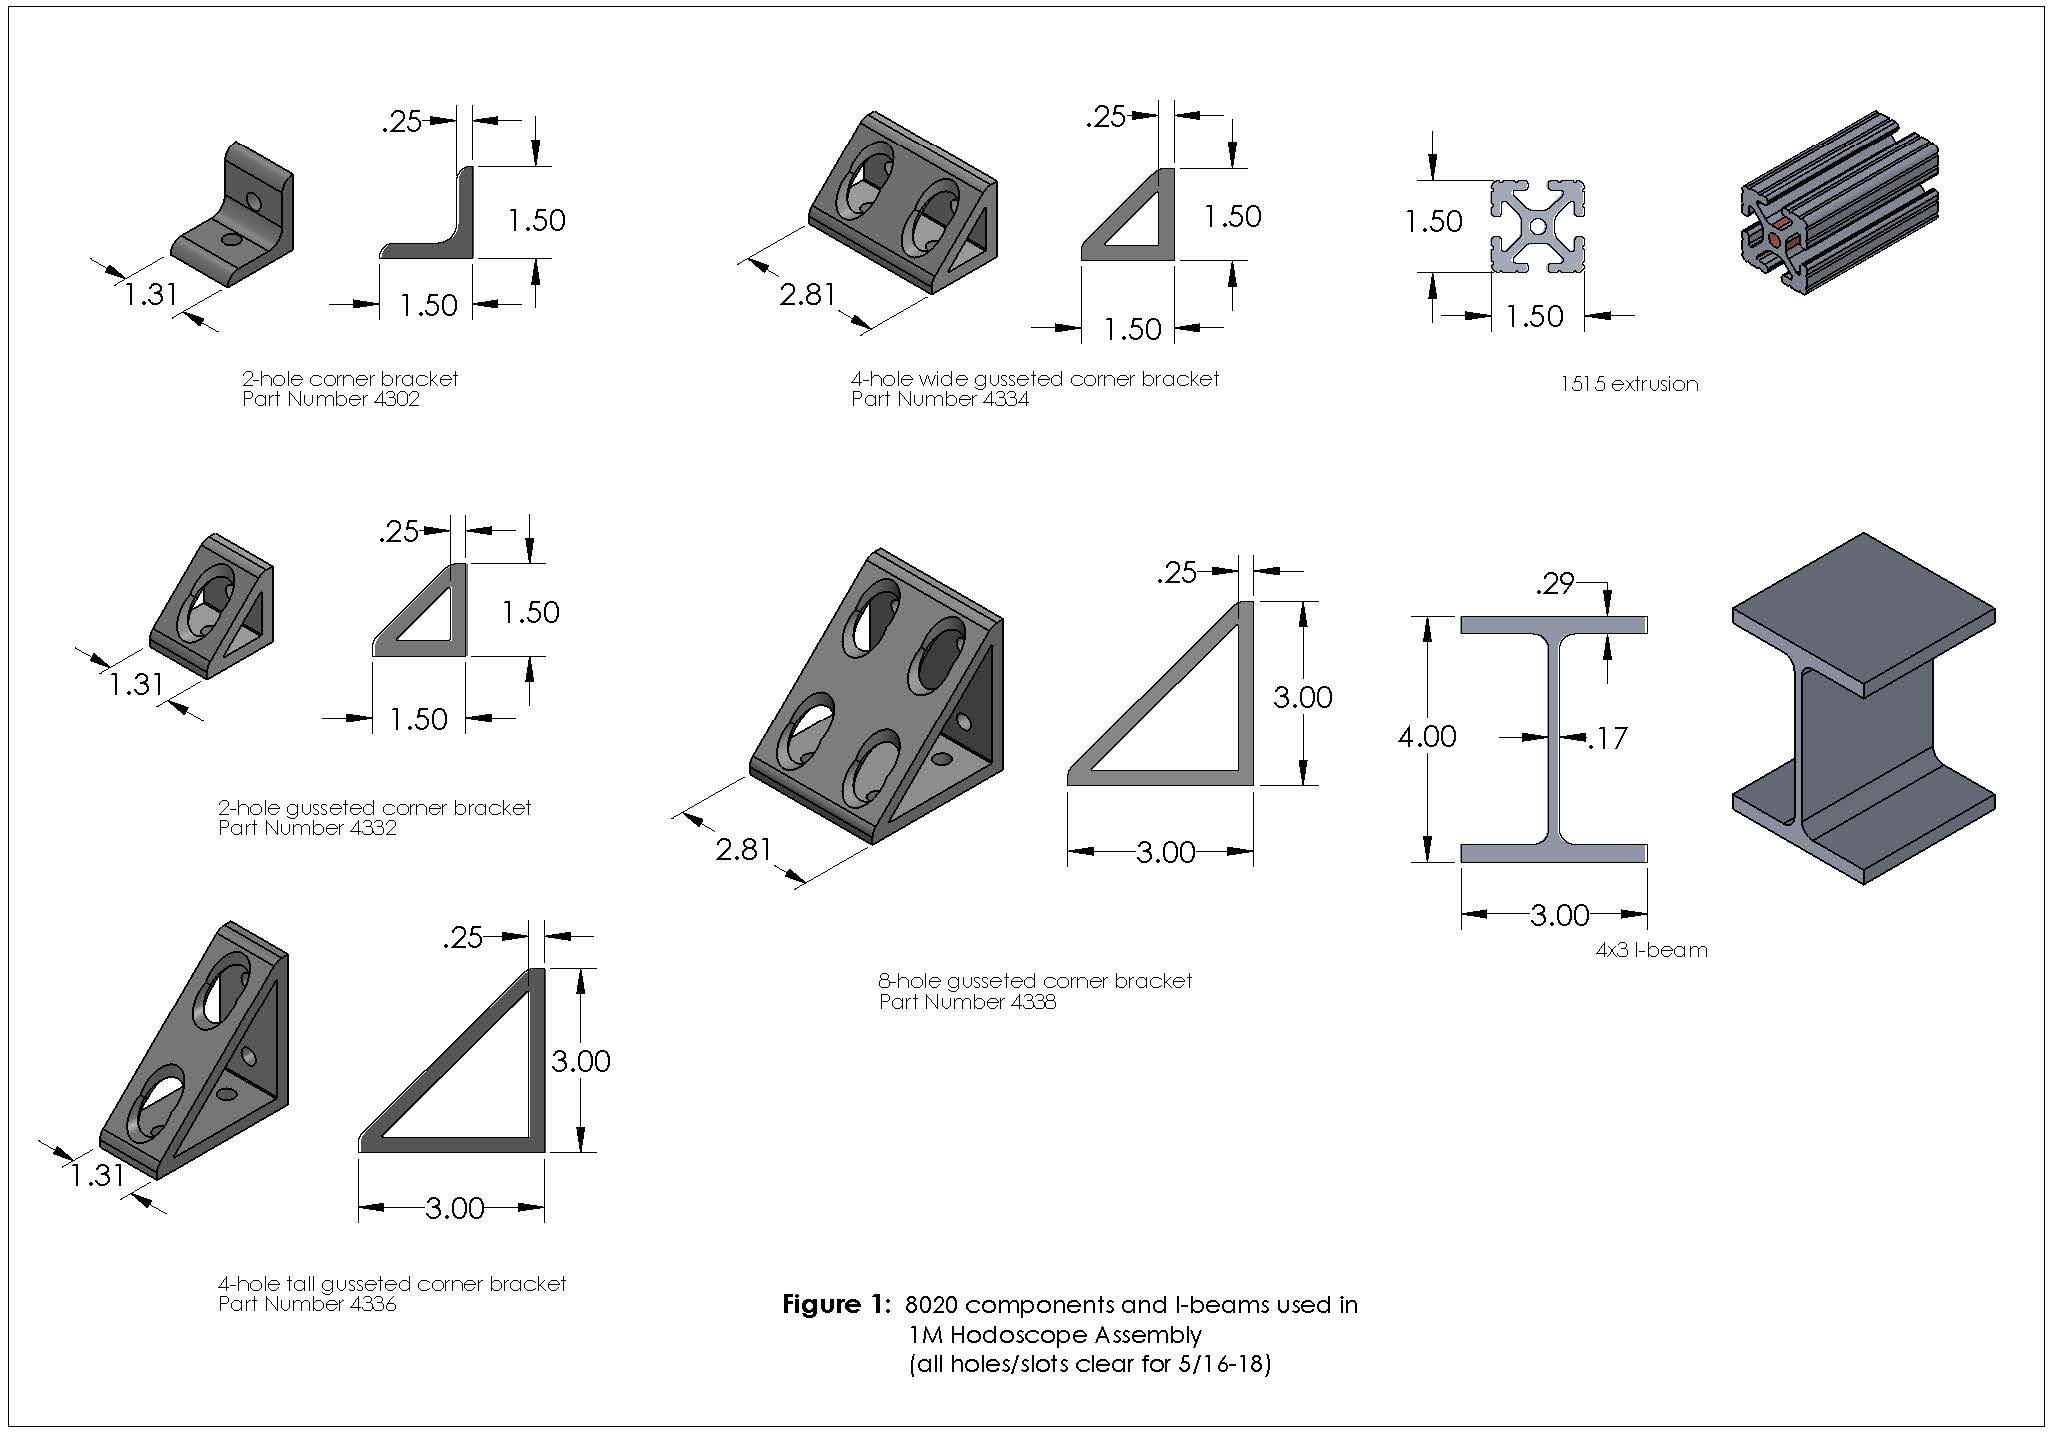 .25
1.50
1.31
1.50
2-hole corner bracket
Part Number 4302
.25
1.50
2.81
1.50
4-hole wide gusseted corner bracket
Part Number 4334
1.50
1.50
1515 extrusion
.25
1.50
1.31
1.50
2-hole gusseted corner bracket
Part Number 4332
.25
3.00
2.81
3.00
8-hole gusseted corner bracket
Part Number 4338
.29
4.00
.17
3.00
4x3 I-beam
.25
3.00
1.31
3.00
4-hole tall gusseted corner bracket
Part Number 4336
Figure 1: 8020 components and I-beams used in
1M Hodoscope Assembly
(all holes/slots clear for 5/16-18)